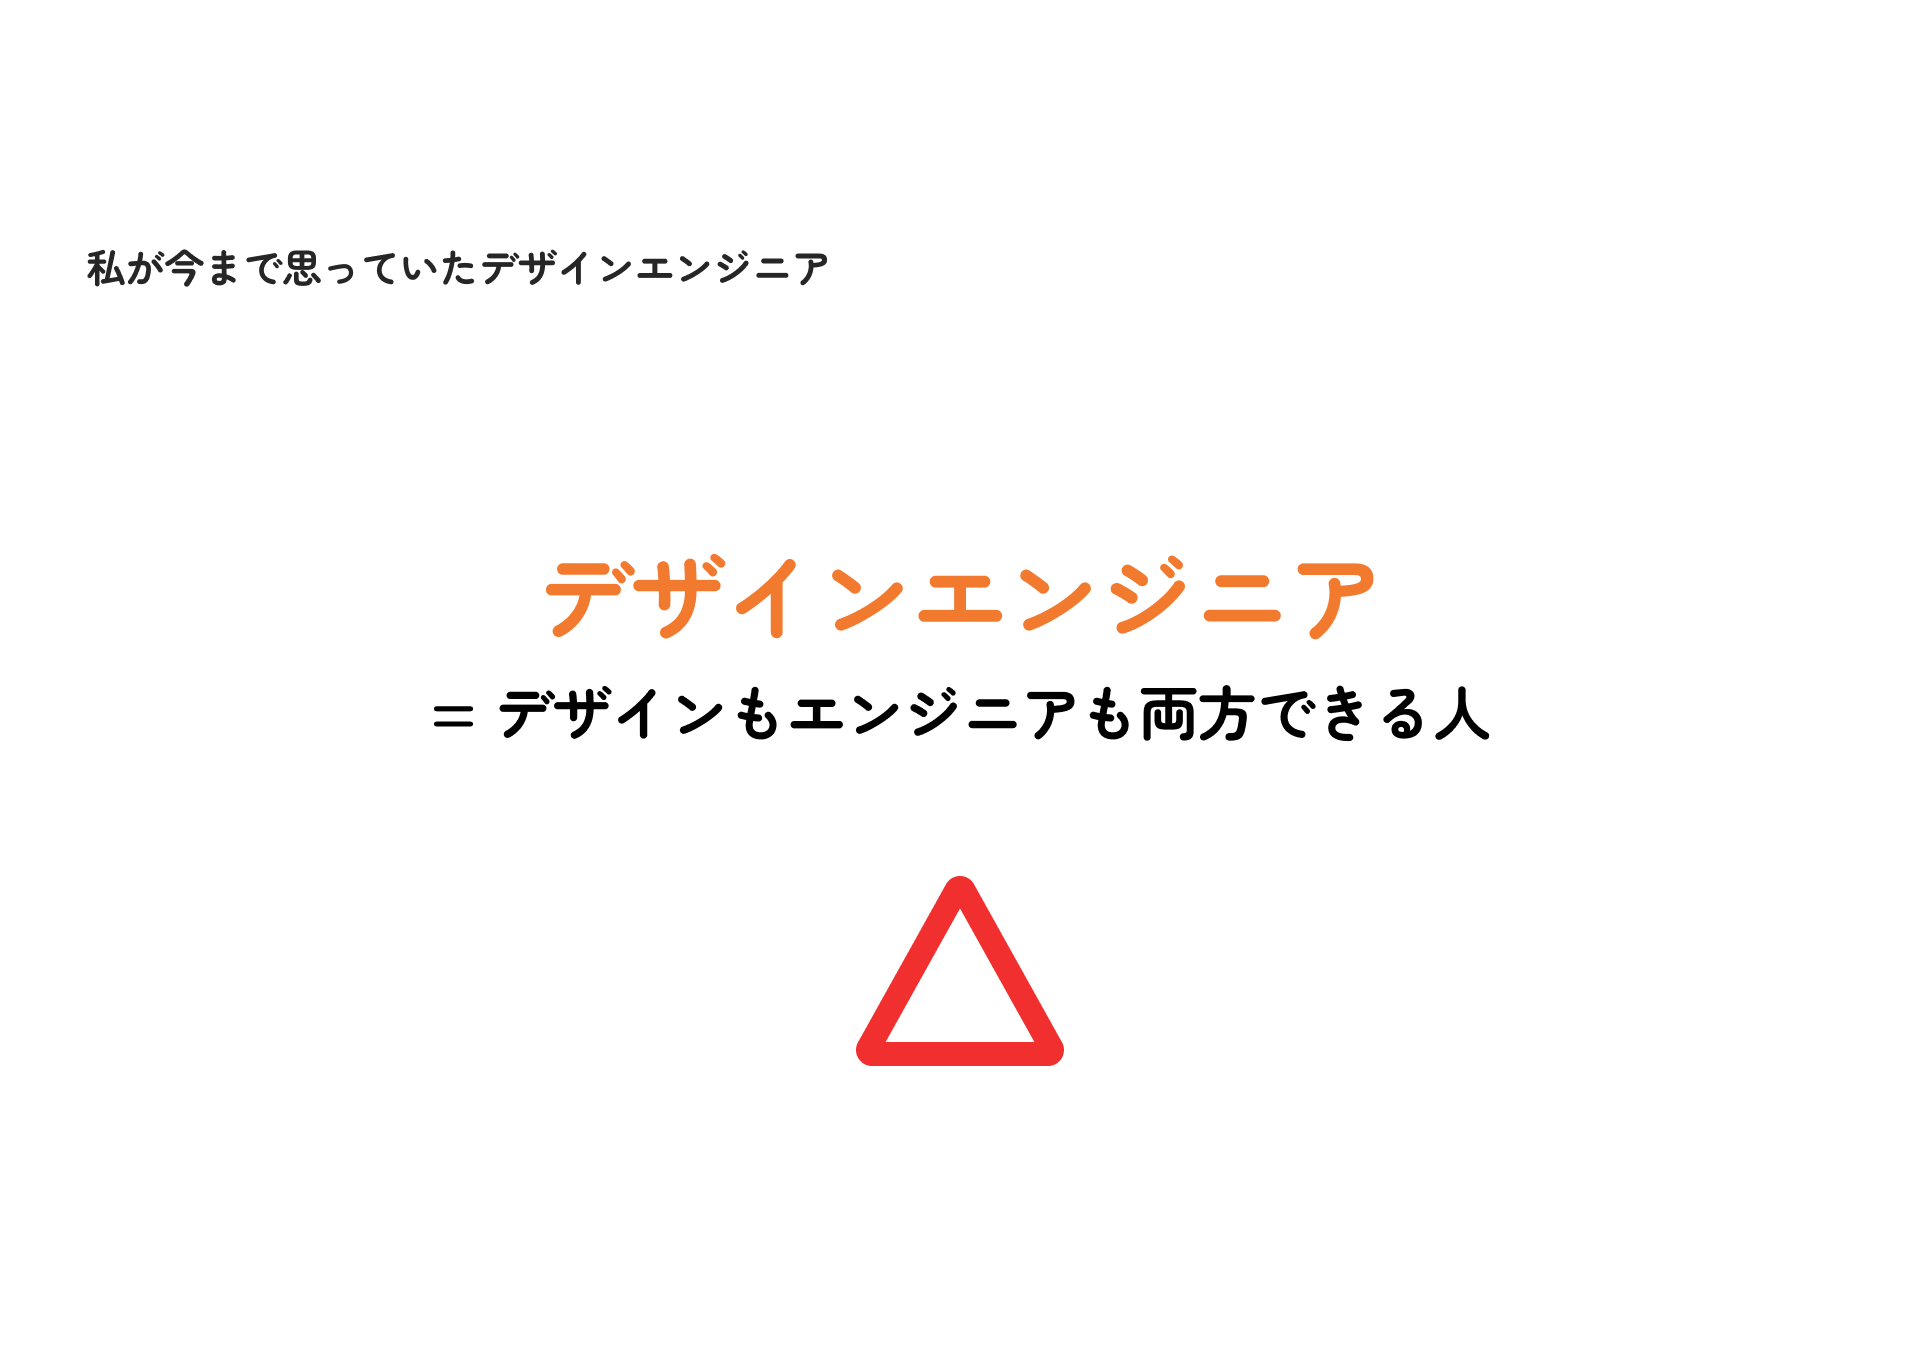 私が今まで思っていたデザインエンジニア
デザインエンジニア
= デザインもエンジニアも両方できる人